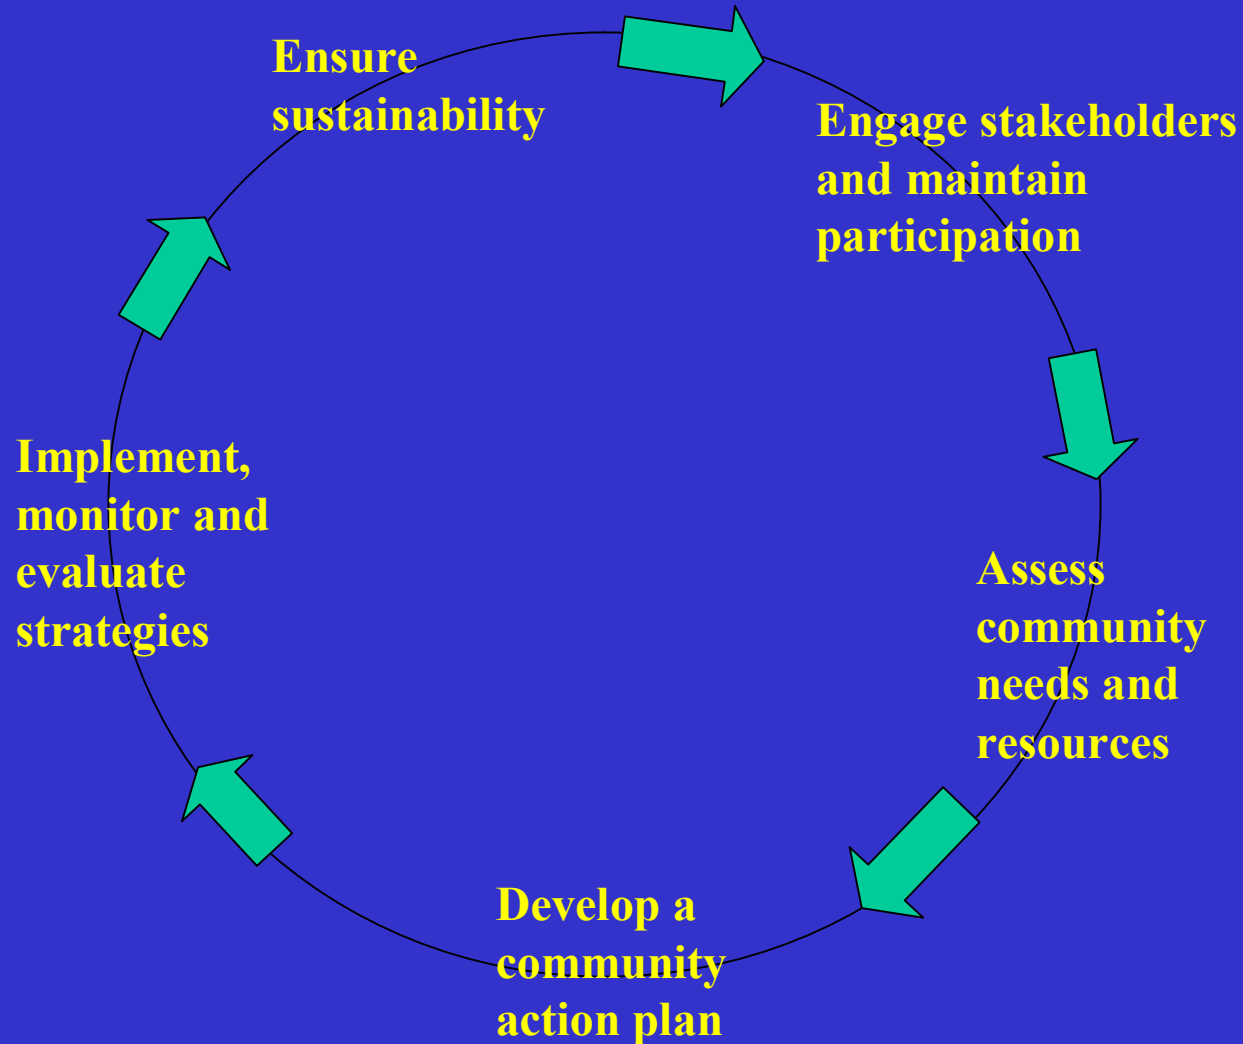 Ensure
sustainability
Engage stakeholders
and maintain
participation
Assess
community
needs and
resources
Develop a
community
action plan
Implement,
monitor and
evaluate
strategies